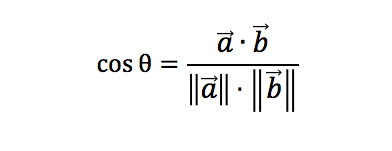 cos θ = (a⃗ · b⃗) / (‖a⃗‖ · ‖b⃗‖)